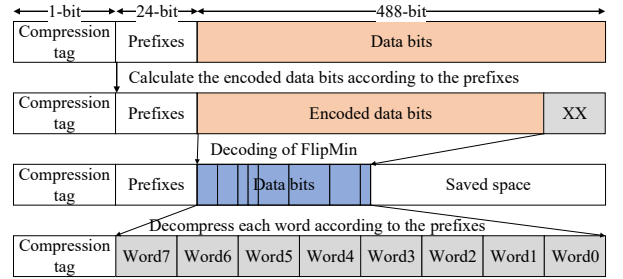 1-bit 24-bit 488-bit
Compression tag Prefixes Data bits
Calculate the encoded data bits according to the prefixes
Compression tag Prefixes Encoded data bits XX
Decoding of FlipMin
Compression tag Prefixes Data bits Saved space
Decompress each word according to the prefixes
Compression tag Word7 Word6 Word5 Word4 Word3 Word2 Word1 Word0